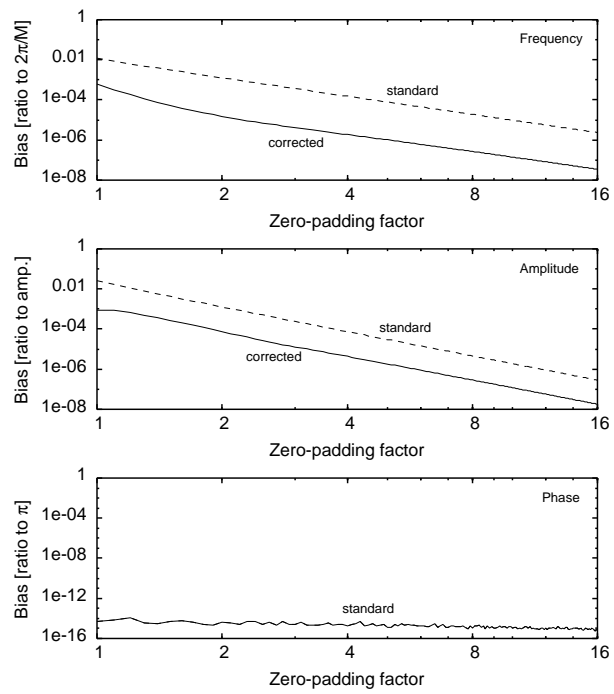 1
0.01
1e-04
1e-06
1e-08
Bias [ratio to 2π/M]
Frequency
standard
corrected
1 2 4 8 16
Zero-padding factor
1
0.01
1e-04
1e-06
1e-08
Bias [ratio to amp.]
Amplitude
standard
corrected
1 2 4 8 16
Zero-padding factor
1
1e-04
1e-08
1e-12
1e-16
Bias [ratio to π]
Phase
standard
1 2 4 8 16
Zero-padding factor